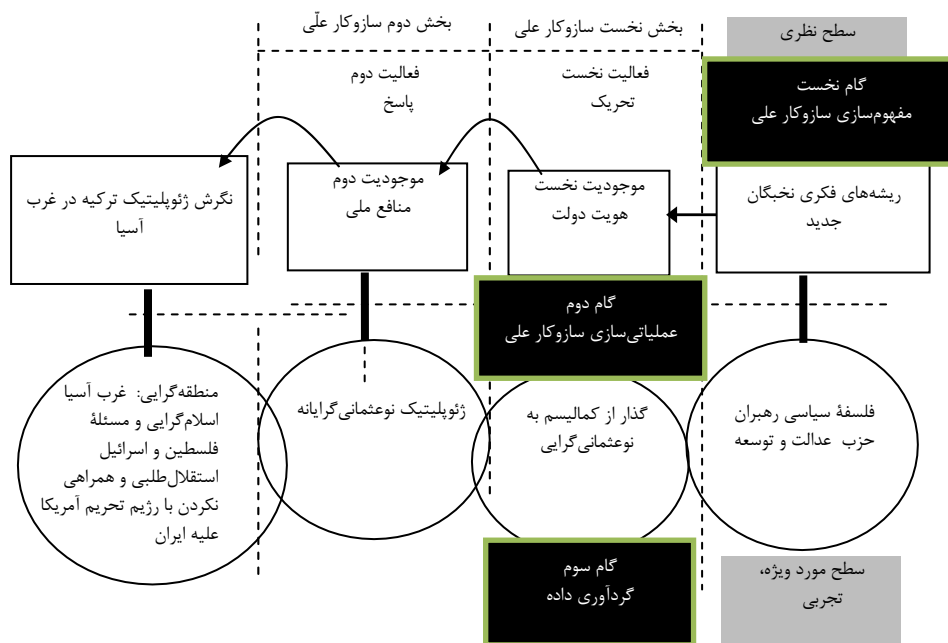 سطح نظری
بخش نخست سازوکار علی
بخش دوم سازوکار علّی
گام نخست
مفهوم‌سازی سازوکار علی
فعالیت نخست
تحریک
فعالیت دوم
پاسخ
ریشه‌های فکری نخبگان
جدید
موجودیت نخست
هویت دولت
موجودیت دوم
منافع ملی
نگرش ژئوپلیتیک ترکیه در غرب
آسیا
گام دوم
عملیاتی‌سازی سازوکار علی
فلسفهٔ سیاسی رهبران
حزب عدالت و توسعه
گذار از کمالیسم به
نوعثمانی‌گرایی
ژئوپلیتیک نوعثمانی‌گرایانه
منطقه‌گرایی: غرب آسیا
اسلام‌گرایی و مسئلهٔ
فلسطین و اسرائیل
استقلال‌طلبی و همراهی
نکردن با رژیم تحریم آمریکا
علیه ایران
گام سوم
گردآوری داده
سطح مورد ویژه،
تجربی